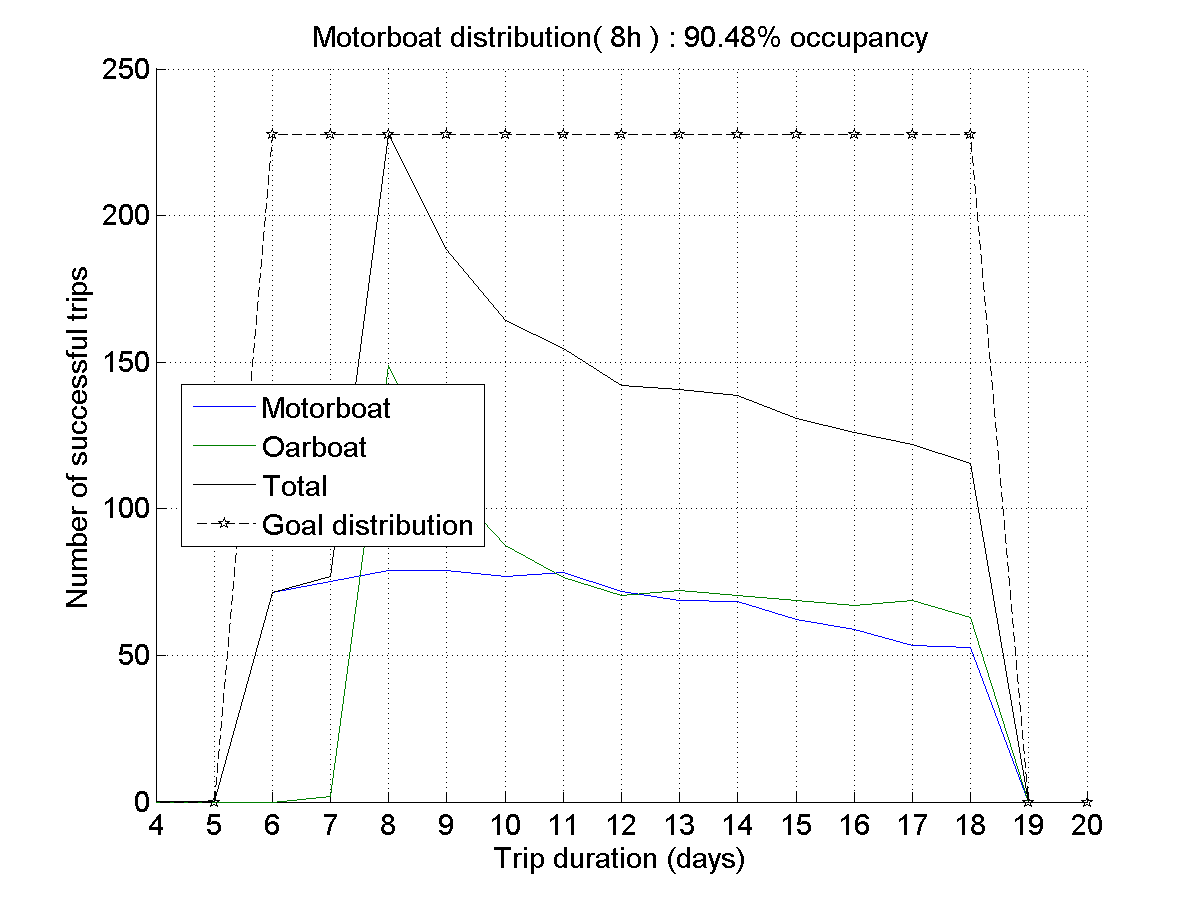 Motorboat distribution( 8h ) : 90.48% occupancy
250
200
150
100
50
0
Number of successful trips
Motorboat
Oarboat
Total
Goal distribution
4 5 6 7 8 9 10 11 12 13 14 15 16 17 18 19 20
Trip duration (days)